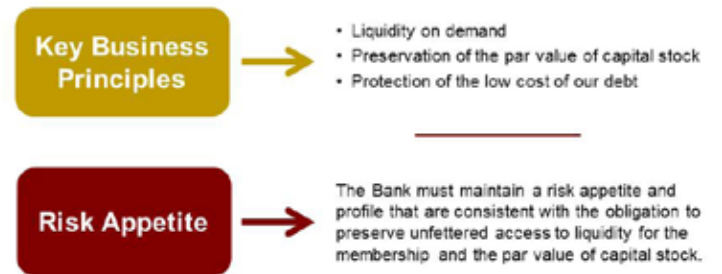 Key Business
Principles
• Liquidity on demand
• Preservation of the par value of capital stock
• Protection of the low cost of our debt
Risk Appetite
The Bank must maintain a risk appetite and
profile that are consistent with the obligation to
preserve unfettered access to liquidity for the
membership and the par value of capital stock.